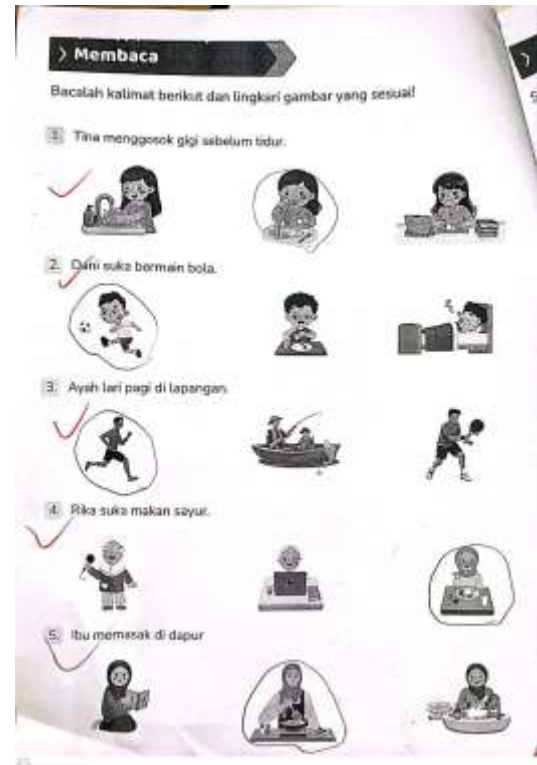 Membaca
Bacalah kalimat berikut dan lingkari gambar yang sesuai!
1. Tina menggosok gigi sebelum tidur.
2. Dani suka bermain bola.
3. Ayah lari pagi di lapangan.
4. Rika suka makan sayur.
5. Ibu memasak di dapur